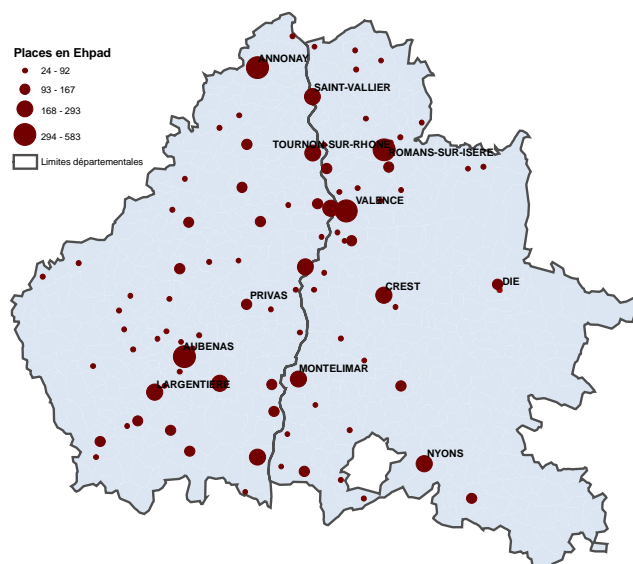 Places en Ehpad
24 - 92
93 - 167
168 - 293
294 - 583
Limites départementales
ANNONAY
SAINT-VALLIER
TOURNON-SUR-RHONE
ROMANS-SUR-ISERE
VALENCE
DIE
PRIVAS
CREST
AUBENAS
MONTELIMAR
LARGENTIERE
NYONS